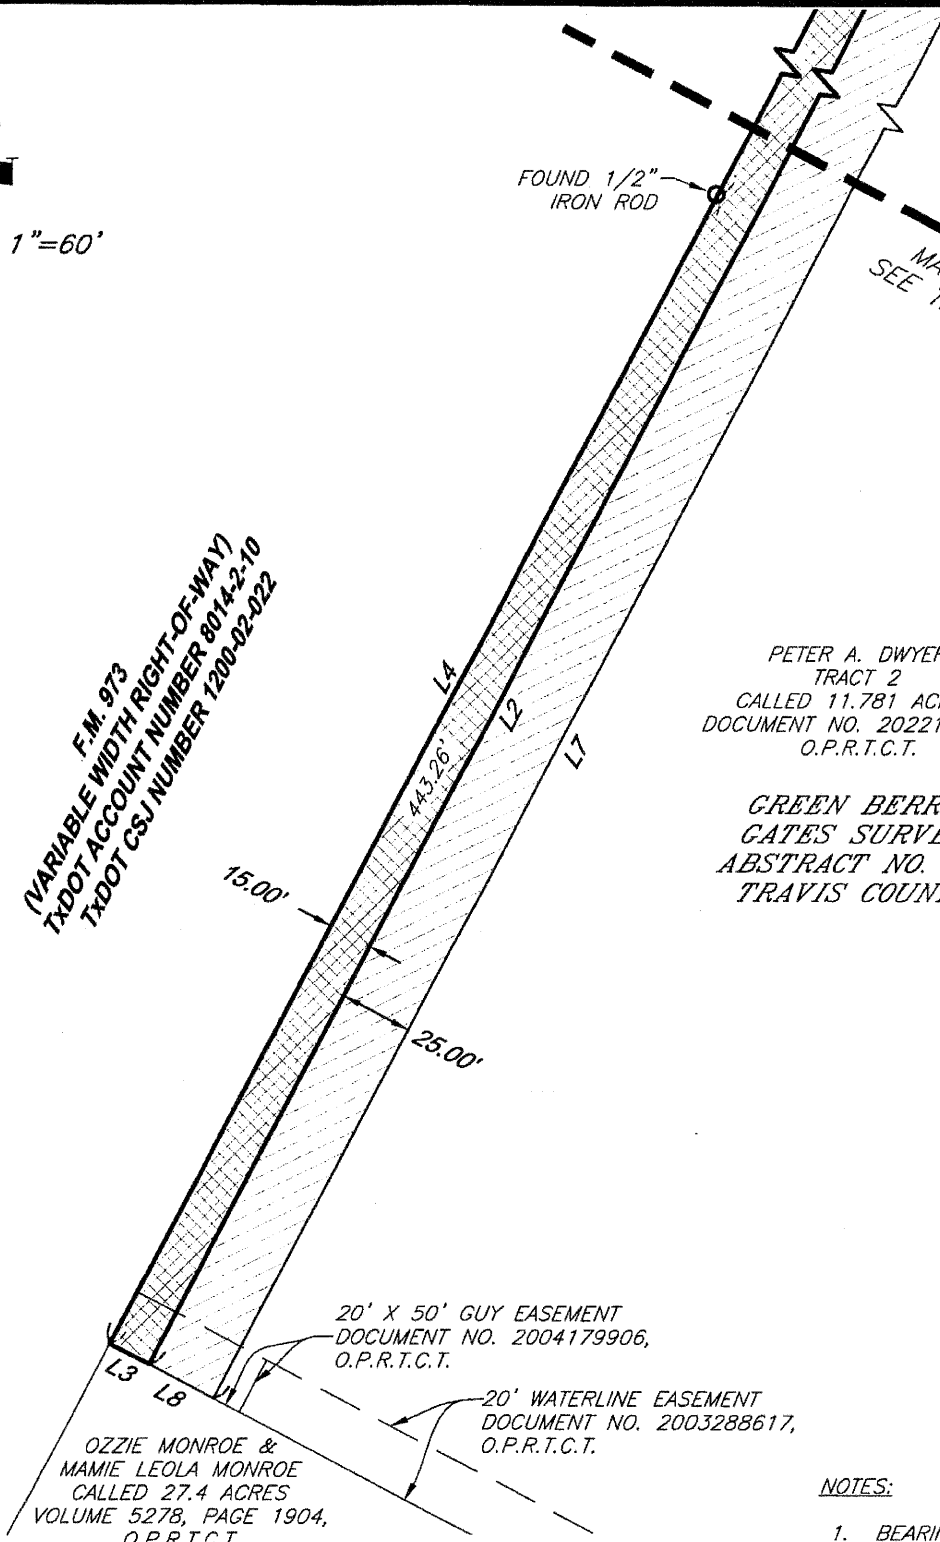 1"=60'
FOUND 1/2"
IRON ROD
SEE
F.M. 973
(VARIABLE WIDTH RIGHT-OF-WAY)
TxDOT ACCOUNT NUMBER 8014-2-10
TxDOT CSJ NUMBER 1200-02-022
L4
L2
L7
443.26'
15.00'
25.00'
PETER A. DWYER
TRACT 2
CALLED 11.781 AC
DOCUMENT NO. 20221
O.P.R.T.C.T.
GREEN BERR
GATES SURVE
ABSTRACT NO.
TRAVIS COUN
20' X 50' GUY EASEMENT
DOCUMENT NO. 2004179906,
O.P.R.T.C.T.
20' WATERLINE EASEMENT
DOCUMENT NO. 2003288617,
O.P.R.T.C.T.
L3
L8
OZZIE MONROE &
MAMIE LEOLA MONROE
CALLED 27.4 ACRES
VOLUME 5278, PAGE 1904,
O.P.R.T.C.T.
NOTES:
1. BEARI